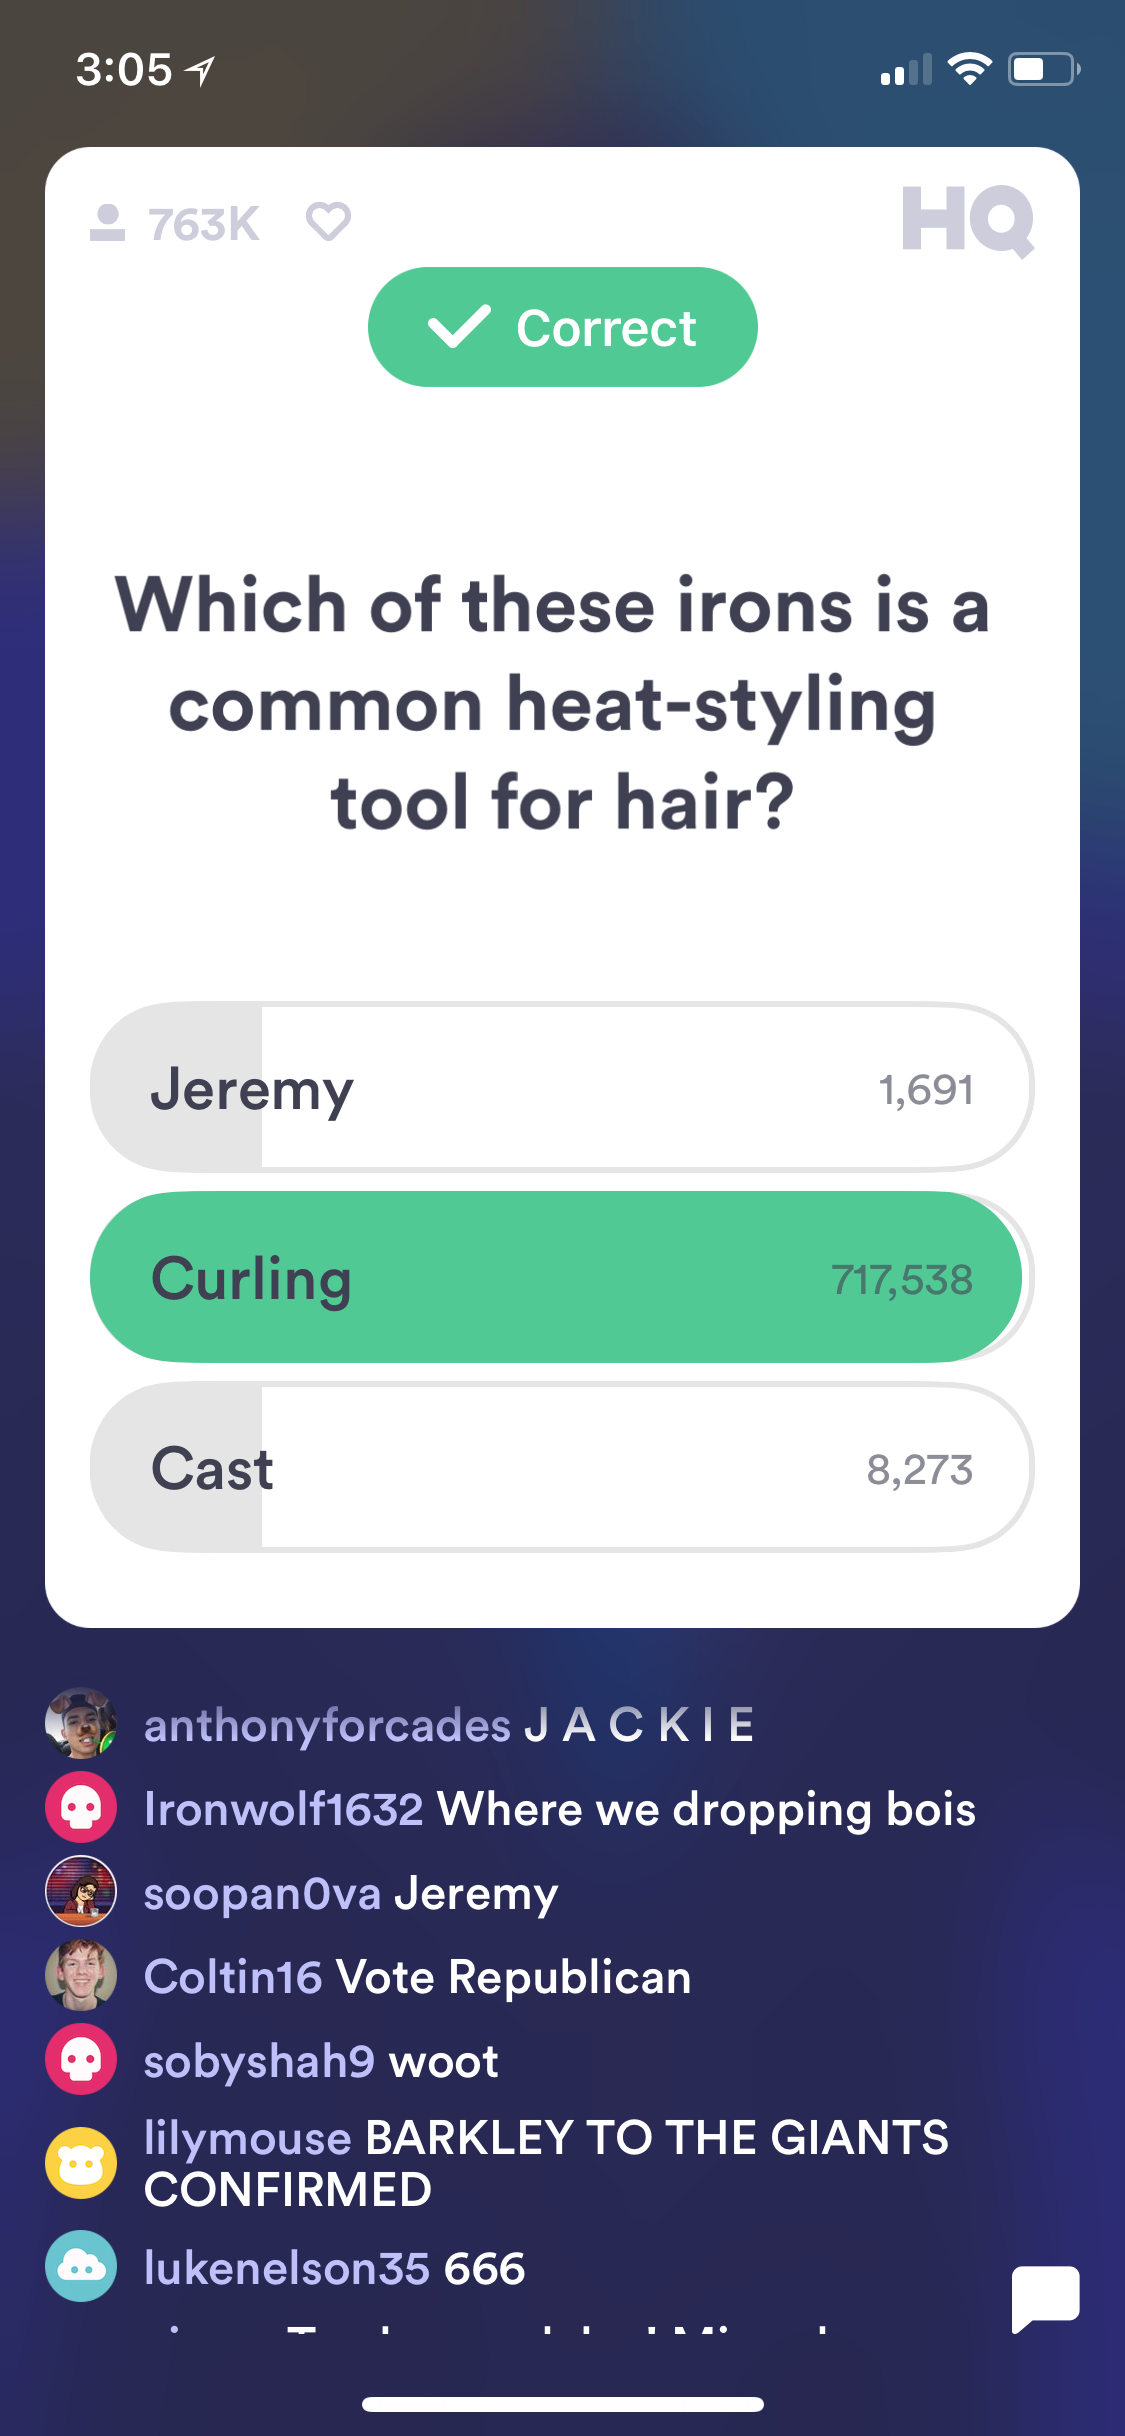 3:05
763K
HQ
Correct
Which of these irons is a
common heat-styling
tool for hair?
Jeremy 1,691
Curling 717,538
Cast 8,273
anthonyforcades J A C K I E
Ironwolf1632 Where we dropping bois
soopan0va Jeremy
Coltin16 Vote Republican
sobyshah9 woot
lilymouse BARKLEY TO THE GIANTS
CONFIRMED
lukenelson35 666